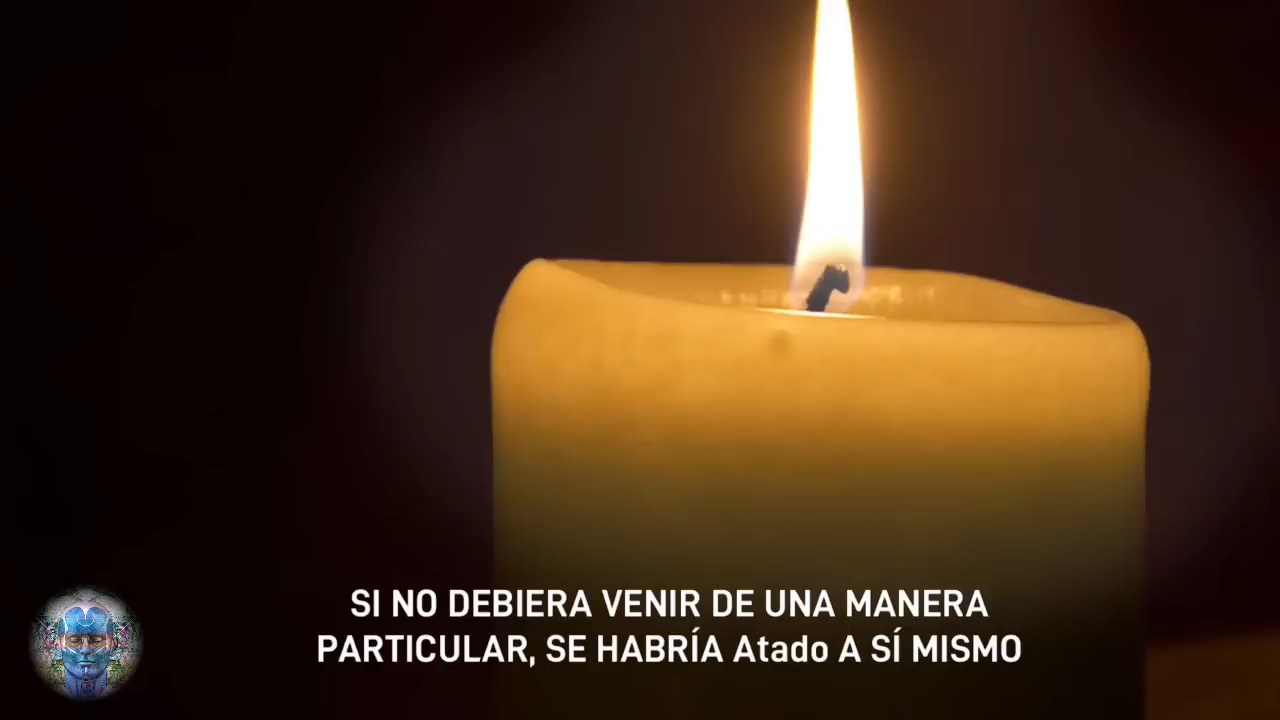 SI NO DEBIERA VENIR DE UNA MANERA
PARTICULAR, SE HABRÍA Atado A SÍ MISMO